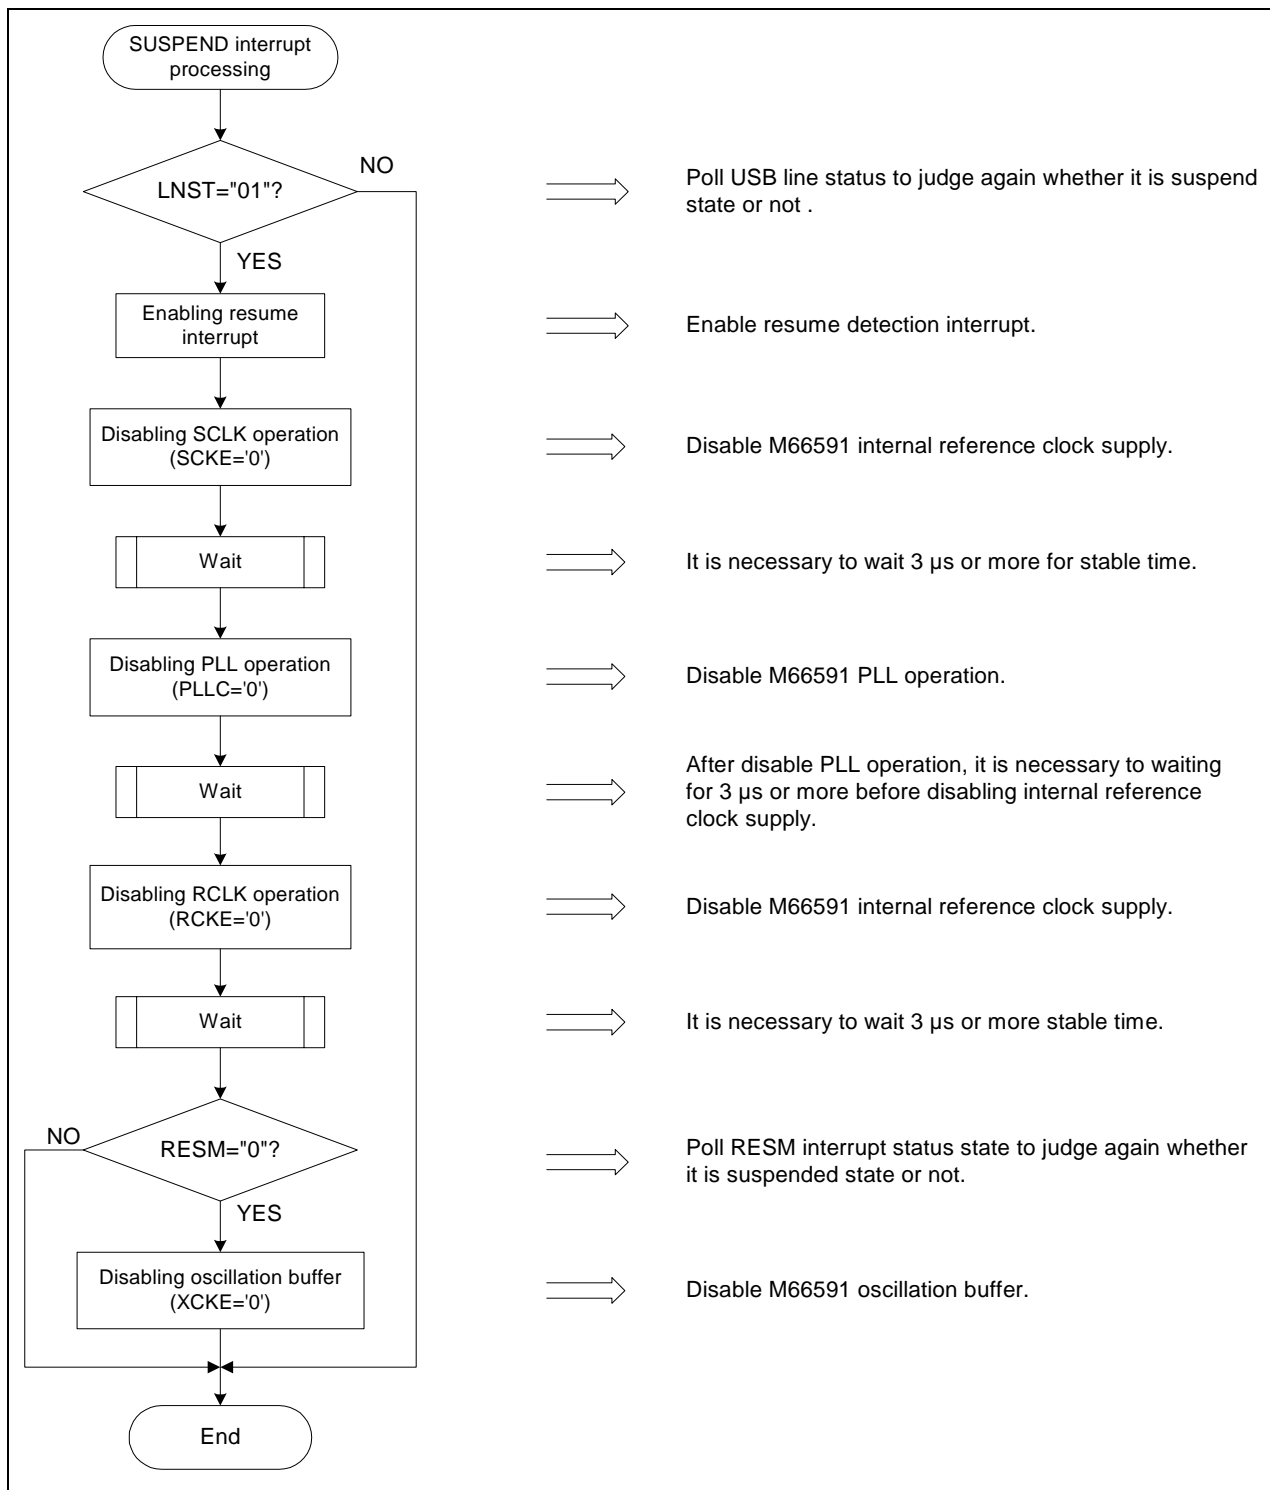 SUSPEND interrupt
processing
LNST="01"?
NO
Poll USB line status to judge again whether it is suspend
state or not .
YES
Enabling resume
interrupt
Enable resume detection interrupt.
Disabling SCLK operation
(SCKE='0')
Disable M66591 internal reference clock supply.
Wait
It is necessary to wait 3 µs or more for stable time.
Disabling PLL operation
(PLLC='0')
Disable M66591 PLL operation.
Wait
After disable PLL operation, it is necessary to waiting
for 3 µs or more before disabling internal reference
clock supply.
Disabling RCLK operation
(RCKE='0')
Disable M66591 internal reference clock supply.
Wait
It is necessary to wait 3 µs or more stable time.
NO
RESM="0"?
Poll RESM interrupt status state to judge again whether
it is suspended state or not.
YES
Disabling oscillation buffer
(XCKE='0')
Disable M66591 oscillation buffer.
End